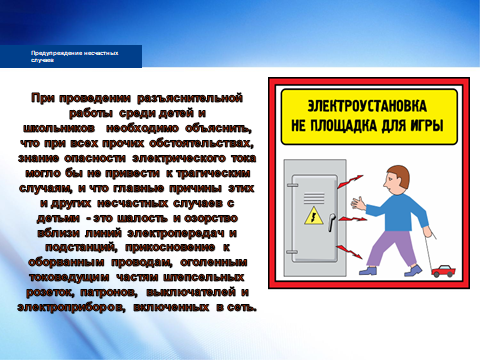 Предупреждение несчастных
случаев
При проведении разъяснительной
работы среди детей и
школьников необходимо объяснить,
что при всех прочих обстоятельствах,
знание опасности электрического тока
могло бы не привести к трагическим
случаям, и что главные причины этих
и других несчастных случаев с
детьми - это шалость и озорство
вблизи линий электропередач и
подстанций, прикосновение к
оборванным проводам, оголенным
токоведущим частям штепсельных
розеток, патронов, выключателей и
электроприборов, включенных в сеть.
ЭЛЕКТРОУСТАНОВКА
НЕ ПЛОЩАДКА ДЛЯ ИГРЫ